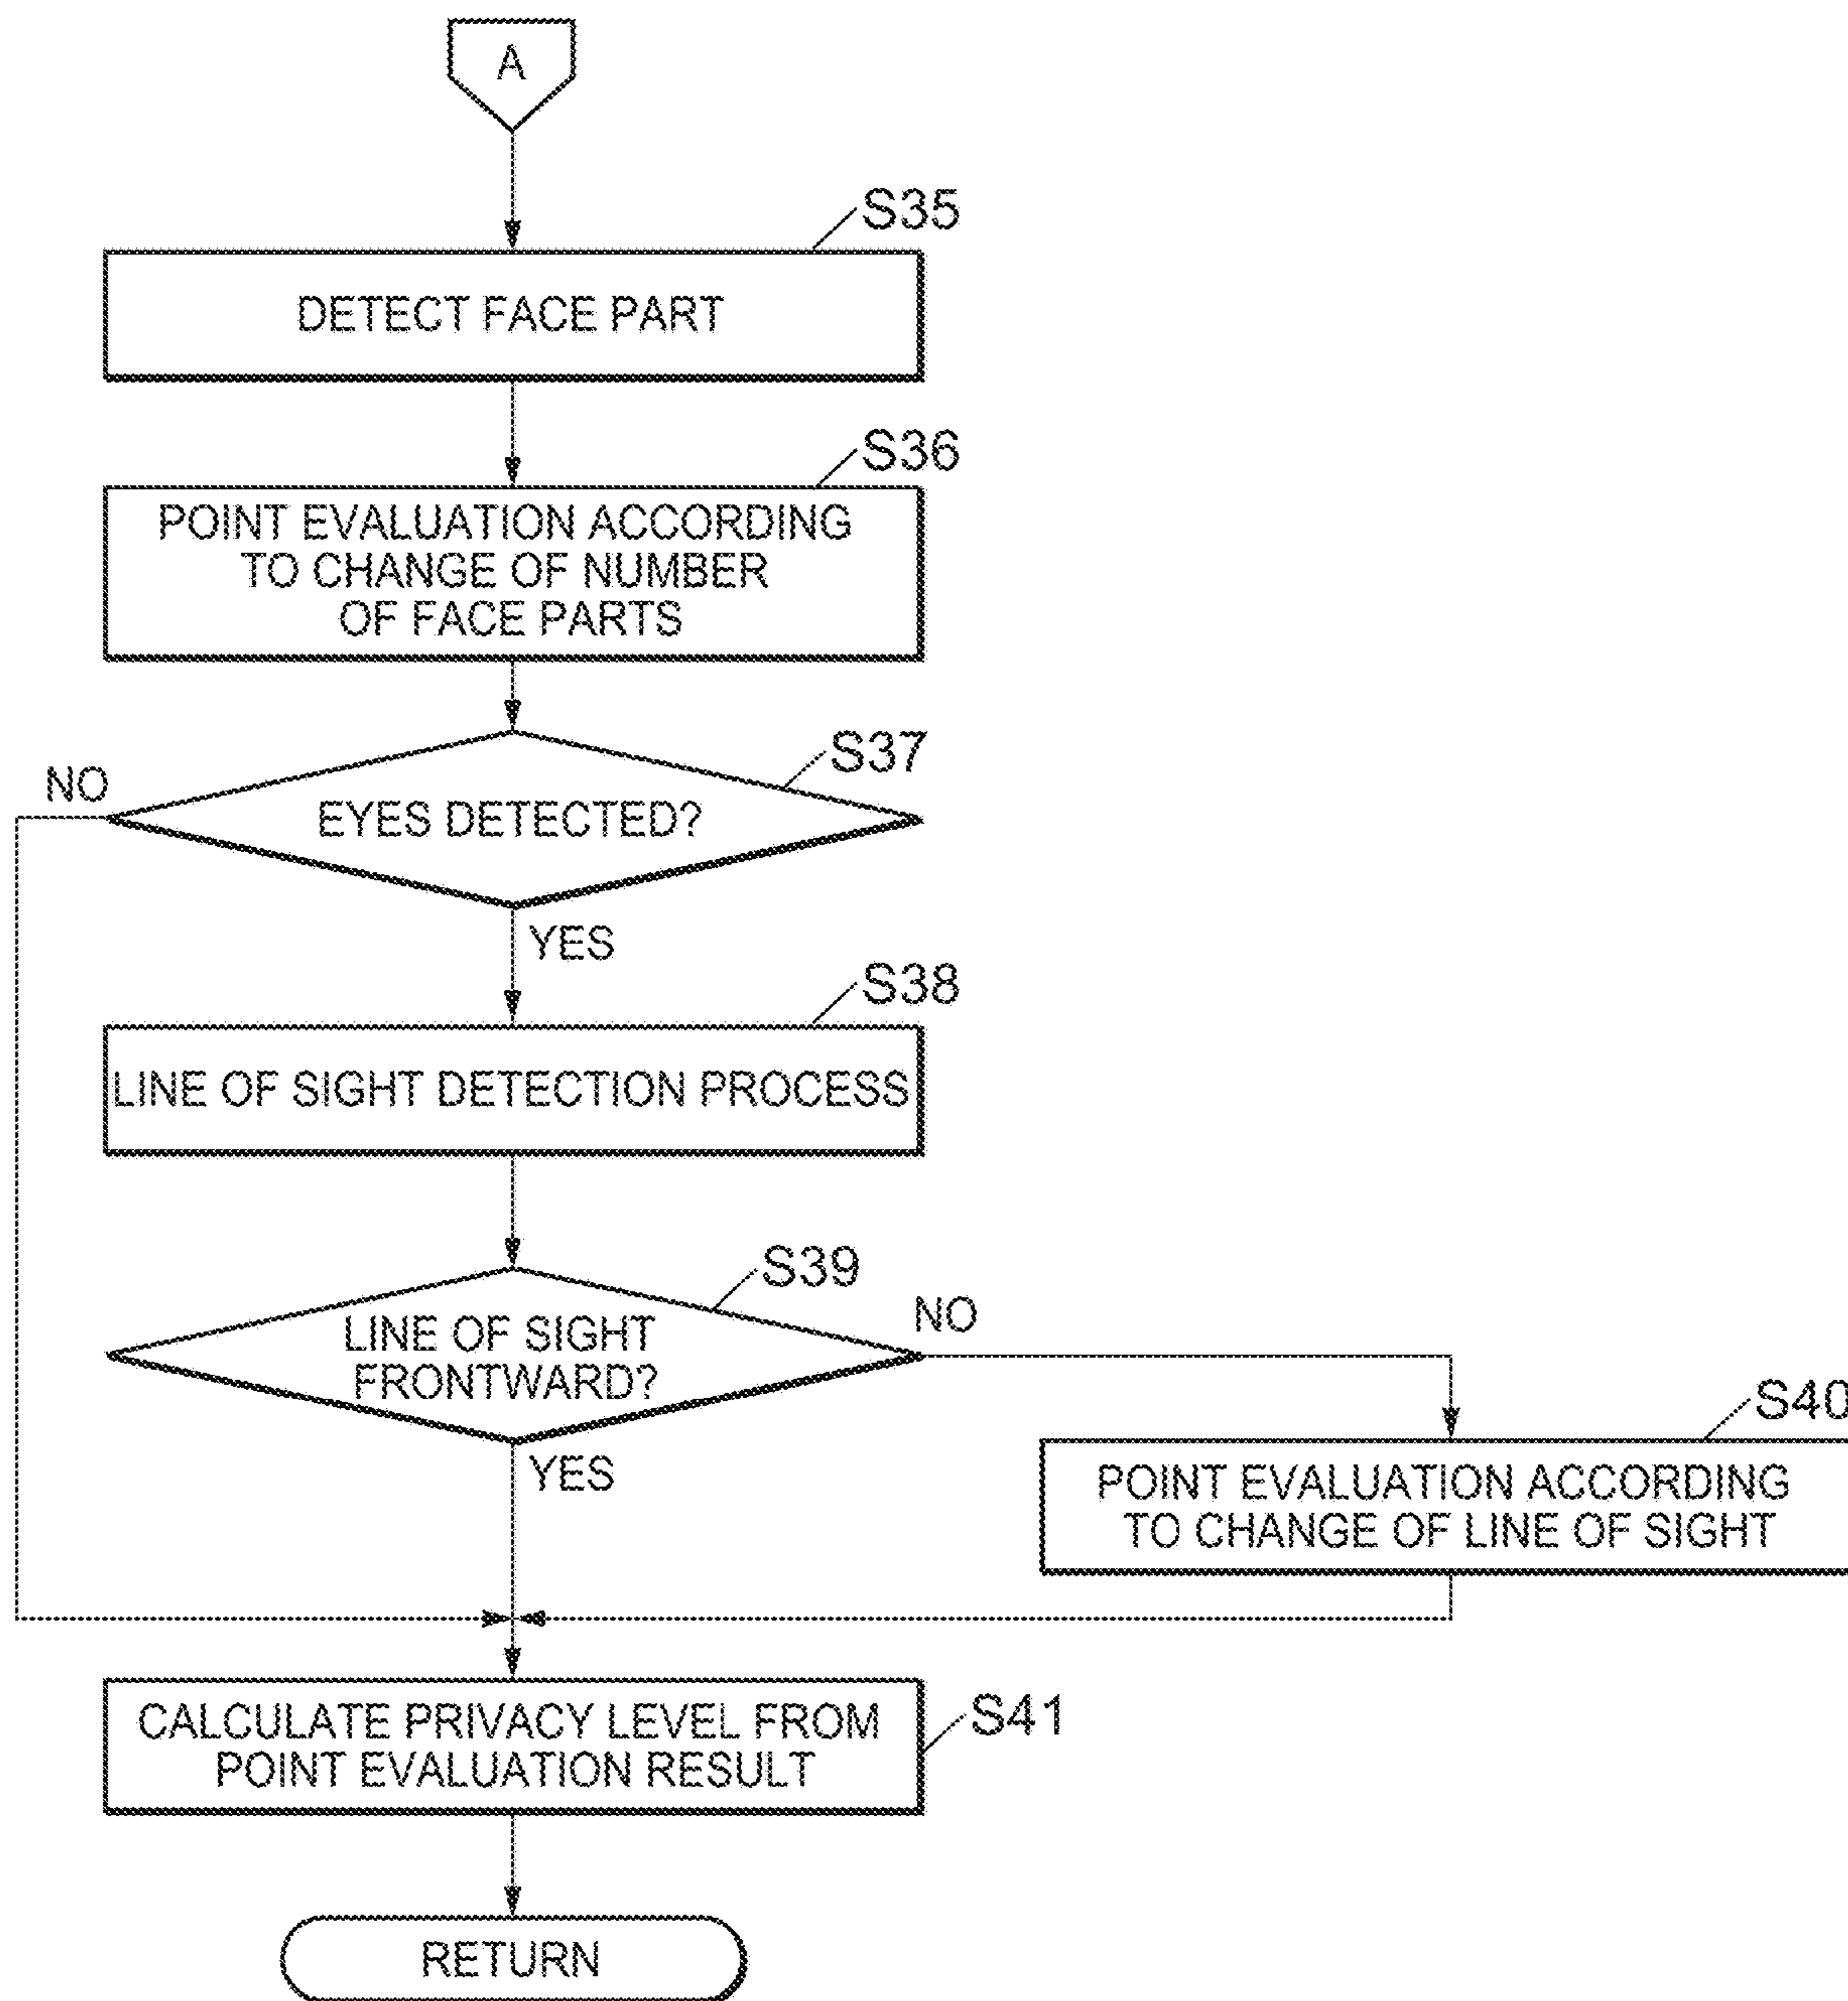 A
S35
DETECT FACE PART
S36
POINT EVALUATION ACCORDING
TO CHANGE OF NUMBER
OF FACE PARTS
S37
NO
EYES DETECTED?
YES
S38
LINE OF SIGHT DETECTION PROCESS
S39
LINE OF SIGHT
FRONTWARD?
NO
YES
S40
POINT EVALUATION ACCORDING
TO CHANGE OF LINE OF SIGHT
CALCULATE PRIVACY LEVEL FROM
POINT EVALUATION RESULT
S41
RETURN